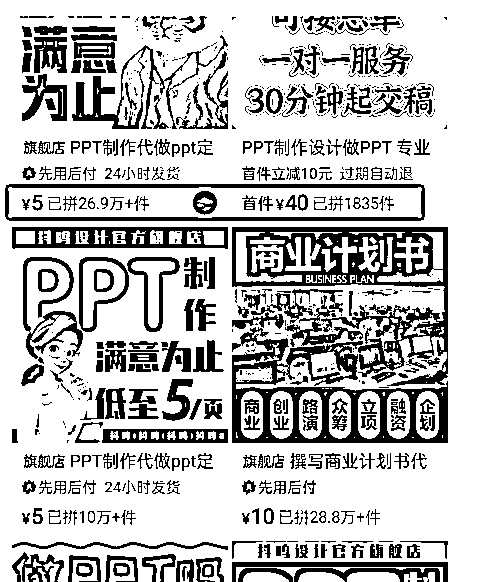 满意
为止
可接急单
一对一服务
30分钟起交稿
旗舰店 PPT制作代做ppt定
先用后付 24小时发货
¥5 已拼26.9万+件
PPT制作设计做PPT 专业
首件立减10元 过期自动退
首件¥40 已拼1835件
抖鸣设计官方旗舰店
PPT制作
满意为止
低至5/页
旗舰店 PPT制作代做ppt定
先用后付 24小时发货
¥5 已拼10万+件
商业计划书
BUSINESS PLAN
商业 创业 路演 众筹 立项 融资 企划
旗舰店 撰写商业计划书代
先用后付
¥10 已拼28.8万+件
做PPT吗
抖鸣设计官方旗舰店